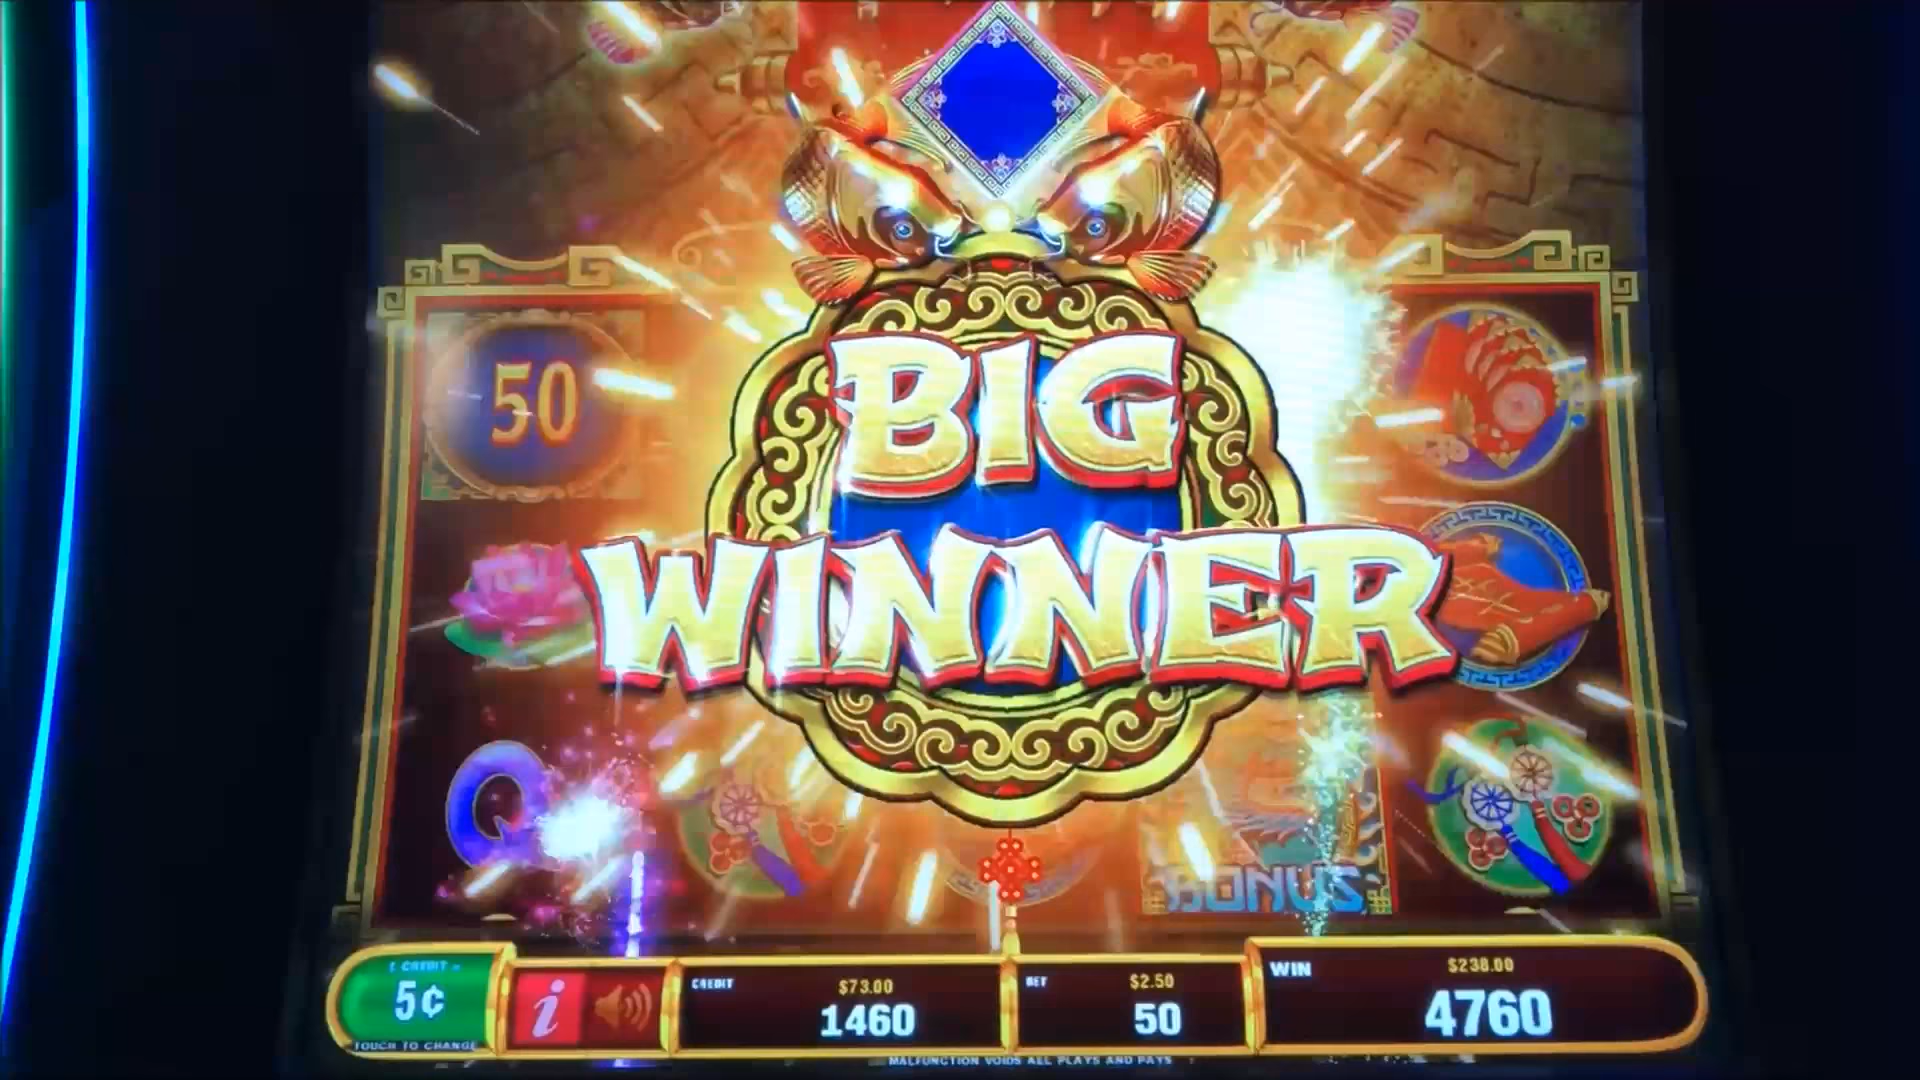 50
BIG
WINNER
Q
BONUS
1 CREDIT =
5¢
TOUCH TO CHANGE
i
CREDIT
$73.00
1460
BET
$2.50
50
WIN
$238.00
4760
MALFUNCTION VOIDS ALL PLAYS AND PAYS